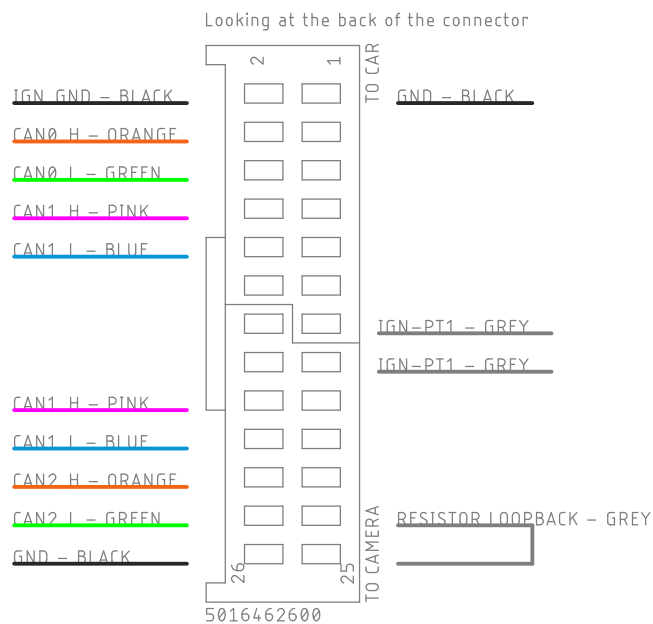 Looking at the back of the connector
2 1
TO CAR
IGN GND – BLACK
GND – BLACK
CAN0 H – ORANGE
CAN0 L – GREEN
CAN1 H – PINK
CAN1 L – BLUE
IGN–PT1 – GREY
IGN–PT1 – GREY
CAN1 H – PINK
CAN1 L – BLUE
CAN2 H – ORANGE
CAN2 L – GREEN
RESISTOR LOOPBACK – GREY
GND – BLACK
26 25
TO CAMERA
5016462600